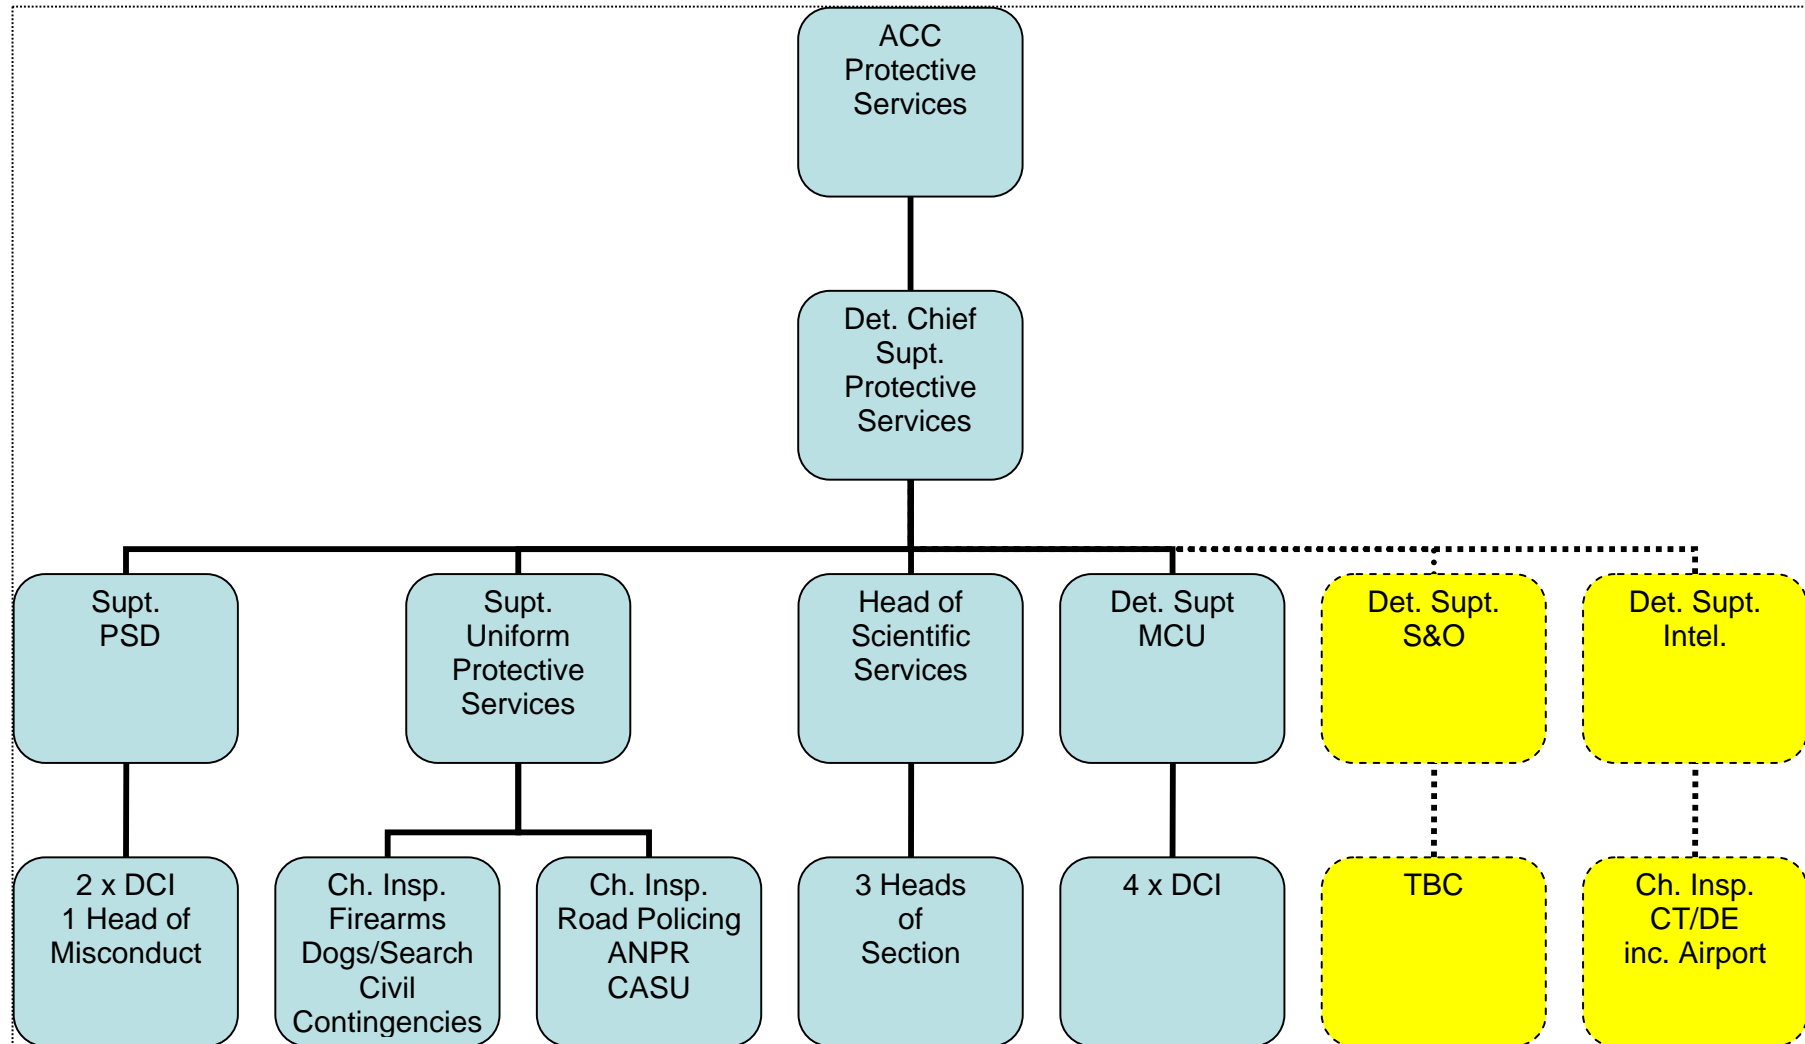 ACC
Protective
Services
Det. Chief
Supt.
Protective
Services
Supt.
PSD
Supt.
Uniform
Protective
Services
Head of
Scientific
Services
Det. Supt
MCU
Det. Supt.
S&O
Det. Supt.
Intel.
2 x DCI
1 Head of
Misconduct
Ch. Insp.
Firearms
Dogs/Search
Civil
Contingencies
Ch. Insp.
Road Policing
ANPR
CASU
3 Heads
of
Section
4 x DCI
TBC
Ch. Insp.
CT/DE
inc. Airport